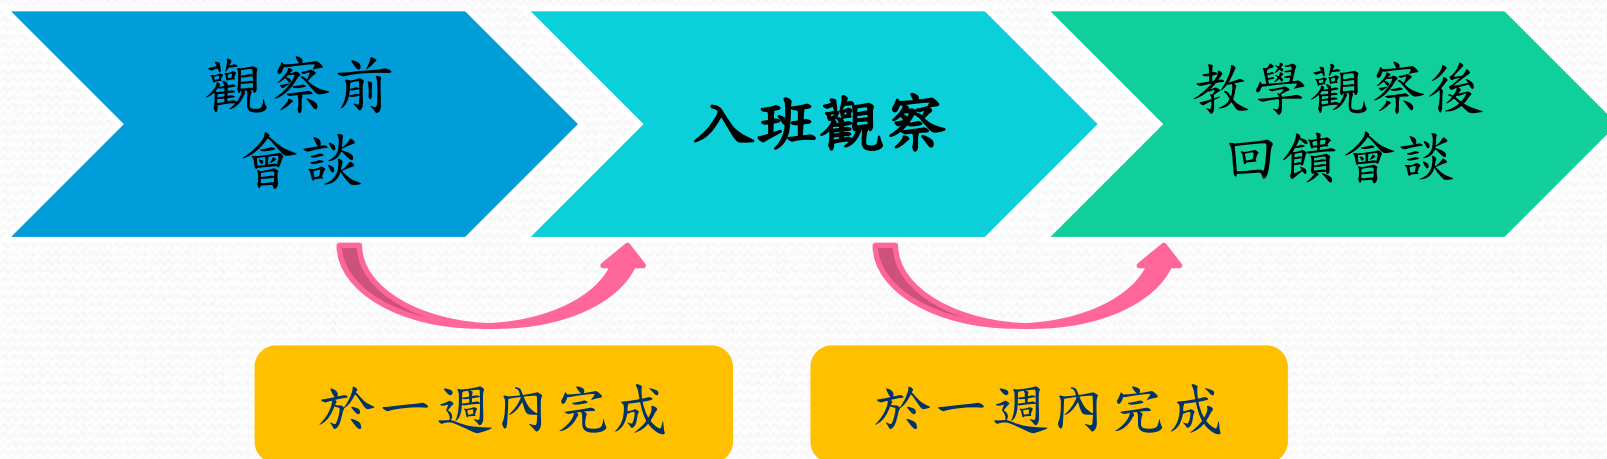 觀察前
會談
入班觀察
教學觀察後
回饋會談
於一週內完成
於一週內完成